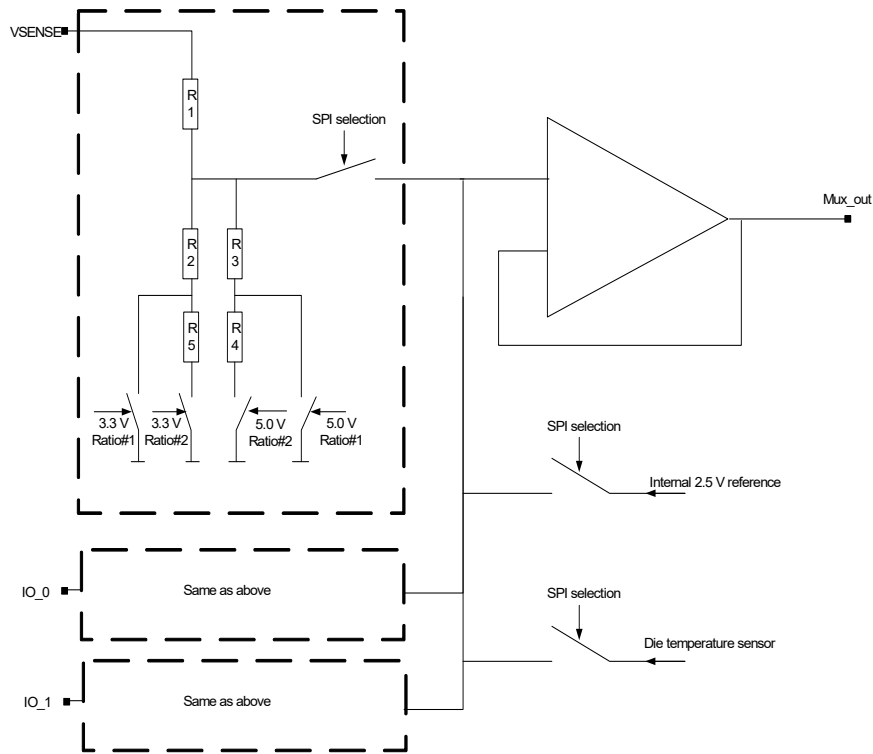 VSENSE
R
1
SPI selection
Mux_out
R
2
R
3
R
5
R
4
3.3 V
Ratio#1
3.3 V
Ratio#2
5.0 V
Ratio#2
5.0 V
Ratio#1
SPI selection
Internal 2.5 V reference
IO_0
Same as above
SPI selection
Die temperature sensor
IO_1
Same as above